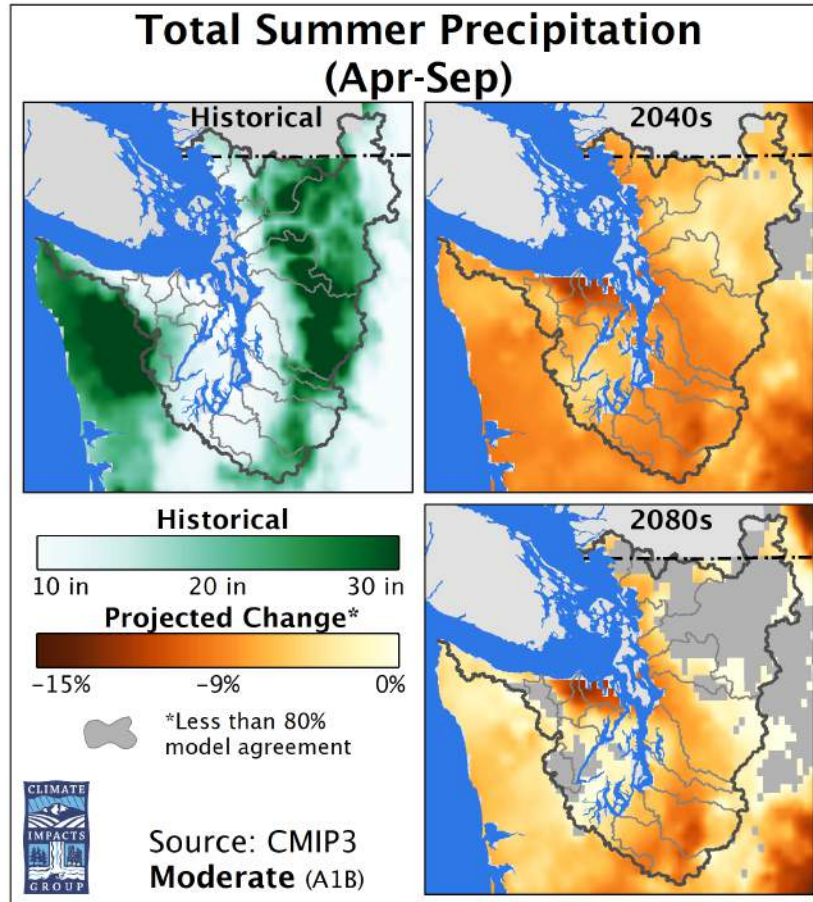 Total Summer Precipitation
(Apr-Sep)
Historical
2040s
Historical
10 in 20 in 30 in
Projected Change*
-15% -9% 0%
*Less than 80%
model agreement
2080s
CLIMATE
IMPACTS
GROUP
Source: CMIP3
Moderate (A1B)